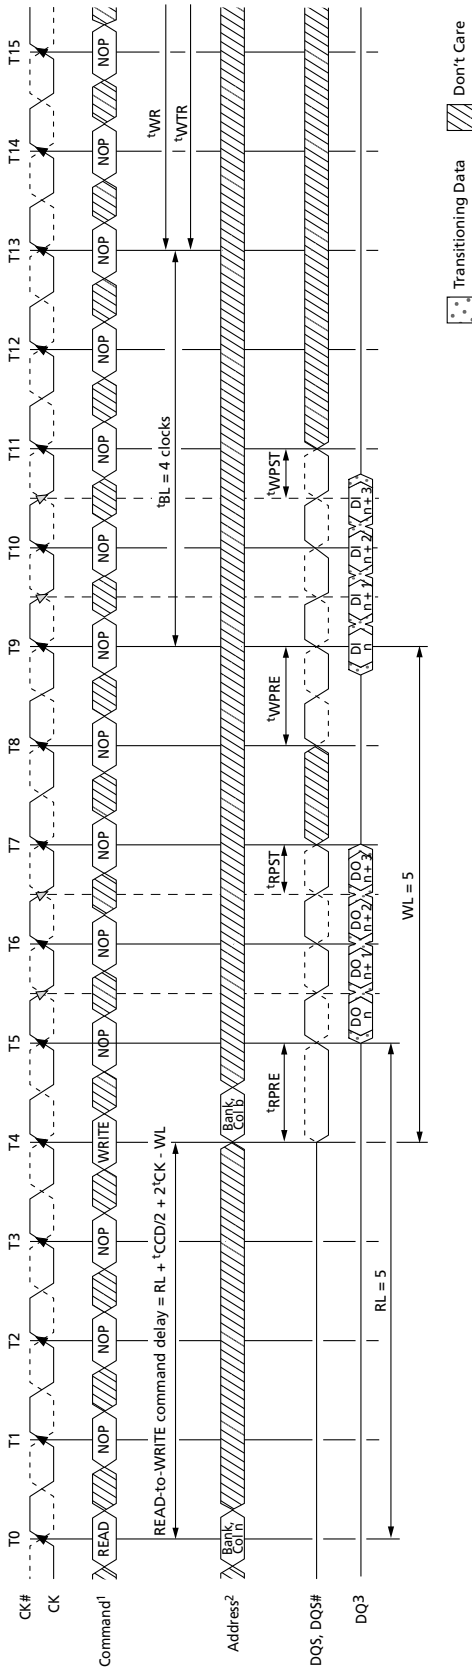 T0 T1 T2 T3 T4 T5 T6 T7 T8 T9 T10 T11 T12 T13 T14 T15
CK#
CK
Command1 READ NOP NOP NOP WRITE NOP NOP NOP NOP NOP NOP NOP NOP NOP NOP NOP
tWR
READ-to-WRITE command delay = RL + tCCD/2 + 2tCK - WL
tBL = 4 clocks
tWTR
Address2
Bank,
Col n
Bank,
Col b
tRPRE tRPST tWPRE tWPST
DQS, DQS#
DQ3
DO
n
DO
n + 1
DO
n + 2
DO
n + 3
DI
n
DI
n + 1
DI
n + 2
DI
n + 3
RL = 5
WL = 5
Transitioning Data
Don't Care